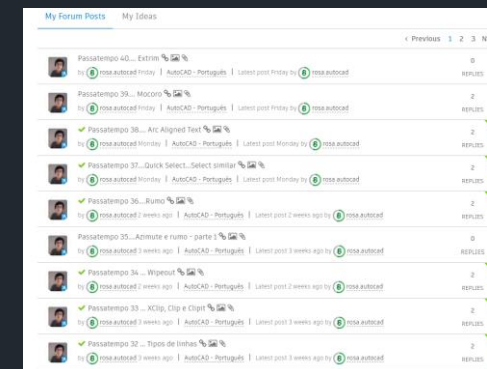 My Forum Posts My Ideas
< Previous 1 2 3 N
Passatempo 40.... Extrim
0
by rosa.autocad Friday | AutoCAD - Português | Latest post Friday by rosa.autocad
REPLIES
Passatempo 39.... Mocoro
2
by rosa.autocad Friday | AutoCAD - Português | Latest post Friday by rosa.autocad
REPLIES
Passatempo 38.... Arc Aligned Text
2
by rosa.autocad Monday | AutoCAD - Português | Latest post Monday by rosa.autocad
REPLIES
Passatempo 37....Quick Select...Select similar
2
by rosa.autocad Monday | AutoCAD - Português | Latest post Monday by rosa.autocad
REPLIES
Passatempo 36....Rumo
2
by rosa.autocad 2 weeks ago | AutoCAD - Português | Latest post 2 weeks ago by rosa.autocad
REPLIES
Passatempo 35....Azimute e rumo - parte 1
0
by rosa.autocad 3 weeks ago | AutoCAD - Português | Latest post 3 weeks ago by rosa.autocad
REPLIES
Passatempo 34 ... Wipeout
2
by rosa.autocad 2 weeks ago | AutoCAD - Português | Latest post 2 weeks ago by rosa.autocad
REPLIES
Passatempo 33 ... XClip, Clip e Clipit
2
by rosa.autocad 3 weeks ago | AutoCAD - Português | Latest post 3 weeks ago by rosa.autocad
REPLIES
Passatempo 32 ... Tipos de linhas
2
by rosa.autocad 3 weeks ago | AutoCAD - Português | Latest post 3 weeks ago by rosa.autocad
REPLIES